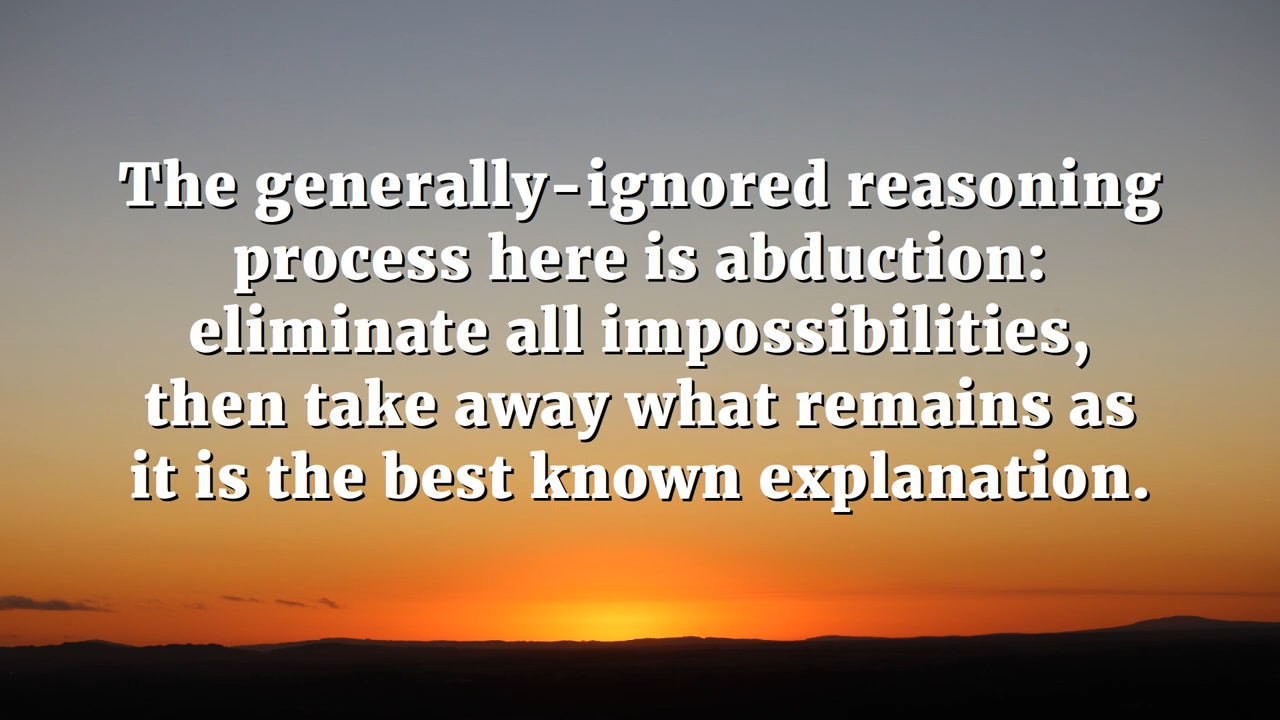 The generally-ignored reasoning
process here is abduction:
eliminate all impossibilities,
then take away what remains as
it is the best known explanation.